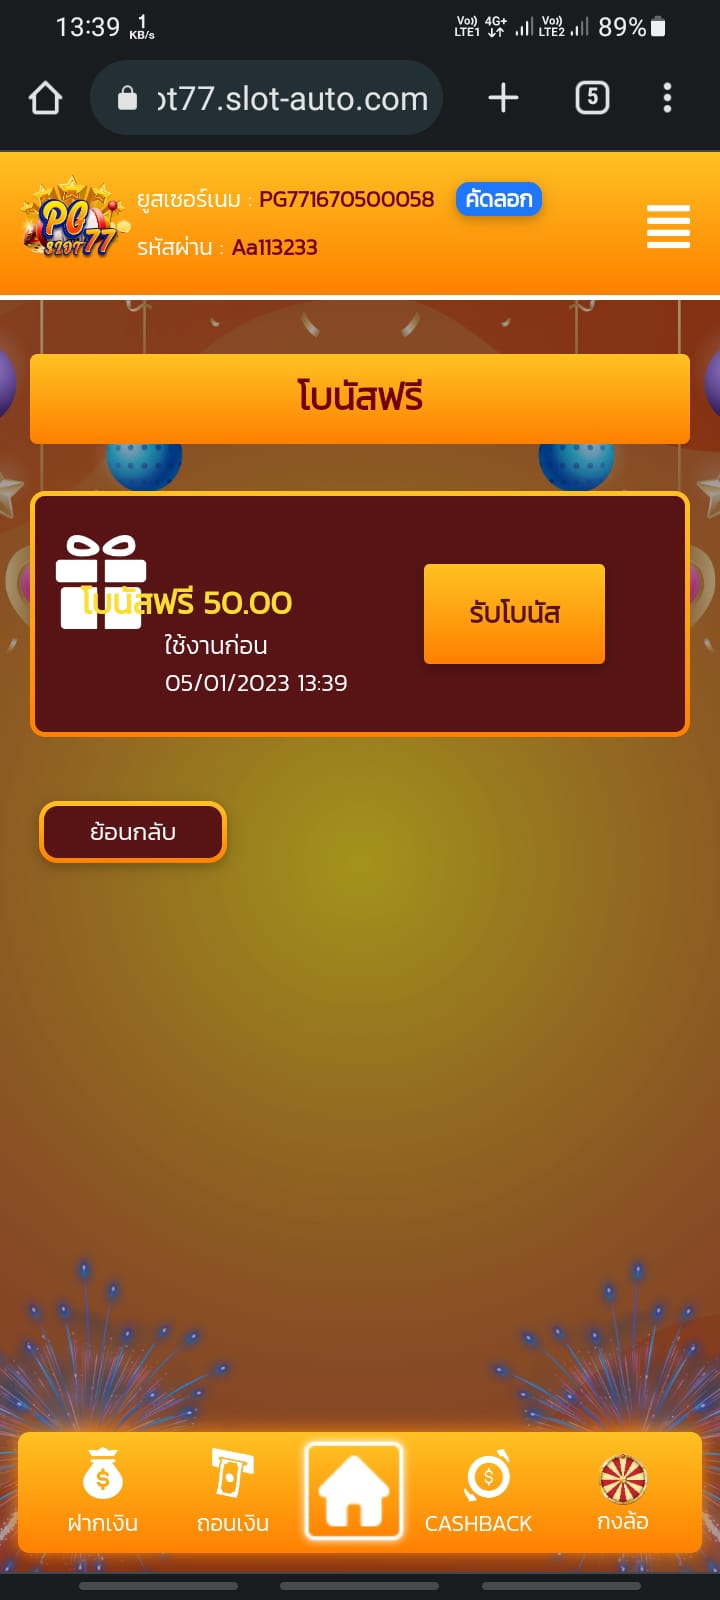 13:39 1 KB/s Vo)) LTE1 4G+ Vo)) LTE2 89%
ot77.slot-auto.com 5
PG SLOT 77
ยูสเซอร์เนม : PG771670500058 คัดลอก
รหัสผ่าน : Aa113233
โบนัสฟรี
โบนัสฟรี 50.00
ใช้งานก่อน
05/01/2023 13:39
รับโบนัส
ย้อนกลับ
ฝากเงิน ถอนเงิน CASHBACK กงล้อ